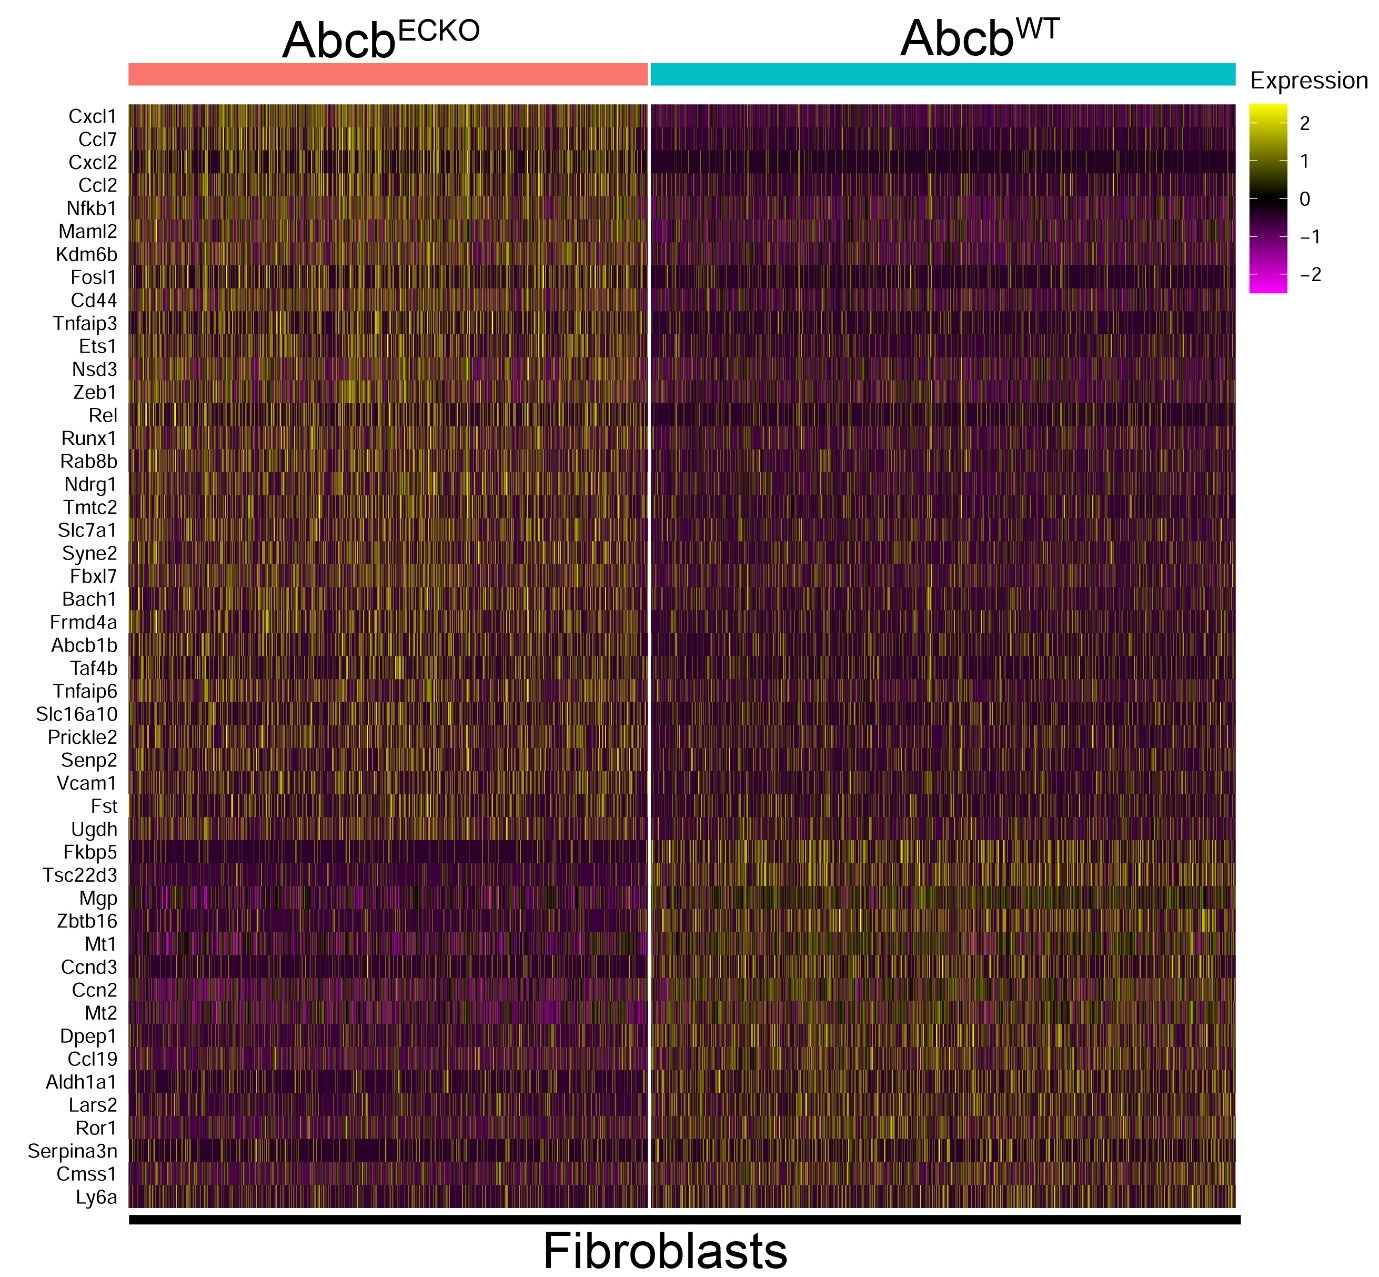 Abcb^ECKO Abcb^WT
Expression
2
1
0
−1
−2
Cxcl1
Ccl7
Cxcl2
Ccl2
Nfkb1
Maml2
Kdm6b
Fosl1
Cd44
Tnfaip3
Ets1
Nsd3
Zeb1
Rel
Runx1
Rab8b
Ndrg1
Tmtc2
Slc7a1
Syne2
Fbxl7
Bach1
Frmd4a
Abcb1b
Taf4b
Tnfaip6
Slc16a10
Prickle2
Senp2
Vcam1
Fst
Ugdh
Fkbp5
Tsc22d3
Mgp
Zbtb16
Mt1
Ccnd3
Ccn2
Mt2
Dpep1
Ccl19
Aldh1a1
Lars2
Ror1
Serpina3n
Cmss1
Ly6a
Fibroblasts